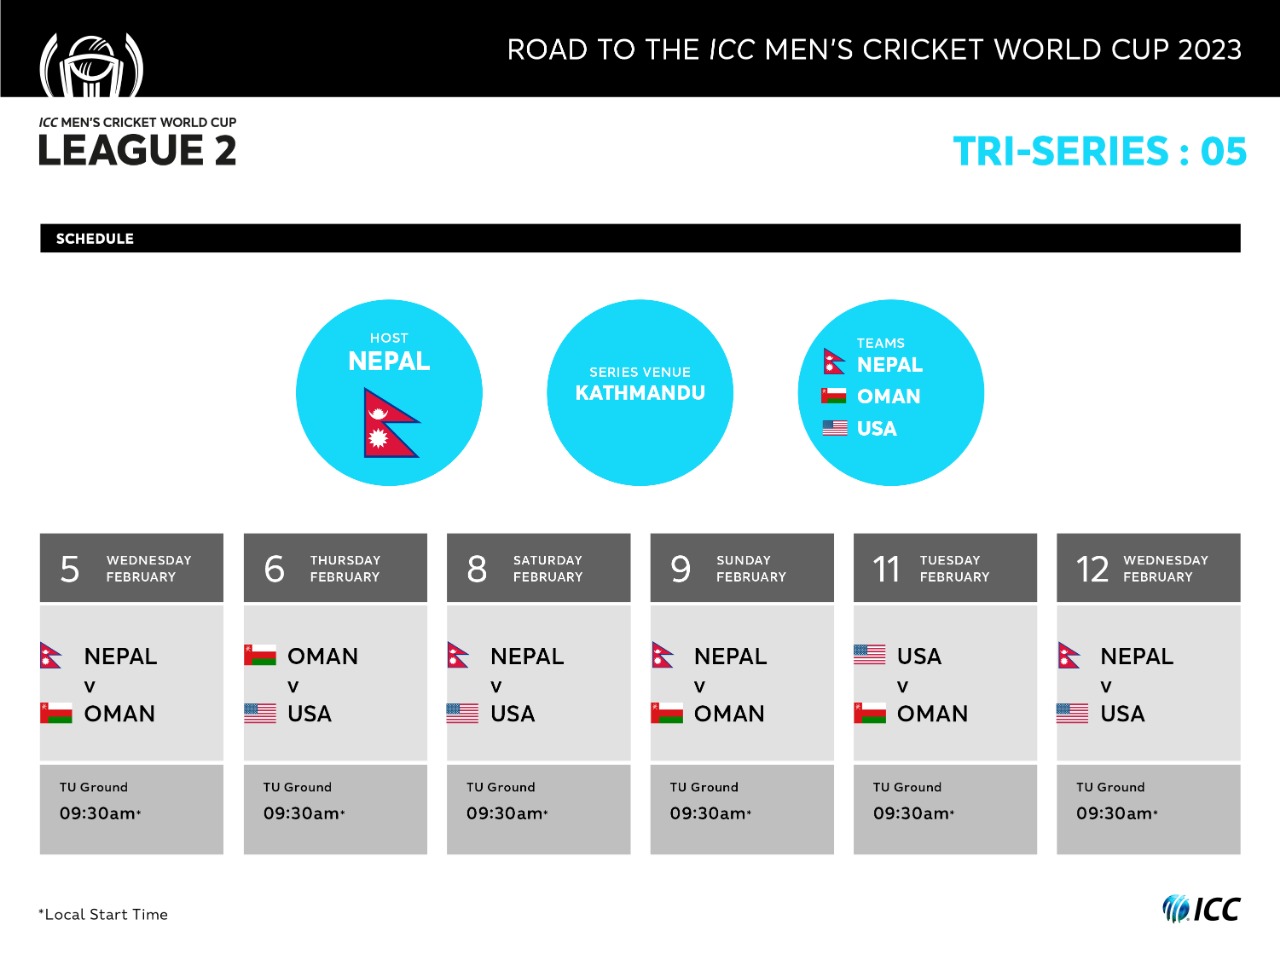 ROAD TO THE ICC MEN'S CRICKET WORLD CUP 2023
ICC MEN'S CRICKET WORLD CUP
LEAGUE 2
TRI-SERIES : 05
SCHEDULE
HOST
NEPAL
SERIES VENUE
KATHMANDU
TEAMS
NEPAL
OMAN
USA
5 WEDNESDAY
FEBRUARY
NEPAL
v
OMAN
TU Ground
09:30am*
6 THURSDAY
FEBRUARY
OMAN
v
USA
TU Ground
09:30am*
8 SATURDAY
FEBRUARY
NEPAL
v
USA
TU Ground
09:30am*
9 SUNDAY
FEBRUARY
NEPAL
v
OMAN
TU Ground
09:30am*
11 TUESDAY
FEBRUARY
USA
v
OMAN
TU Ground
09:30am*
12 WEDNESDAY
FEBRUARY
NEPAL
v
USA
TU Ground
09:30am*
*Local Start Time
ICC